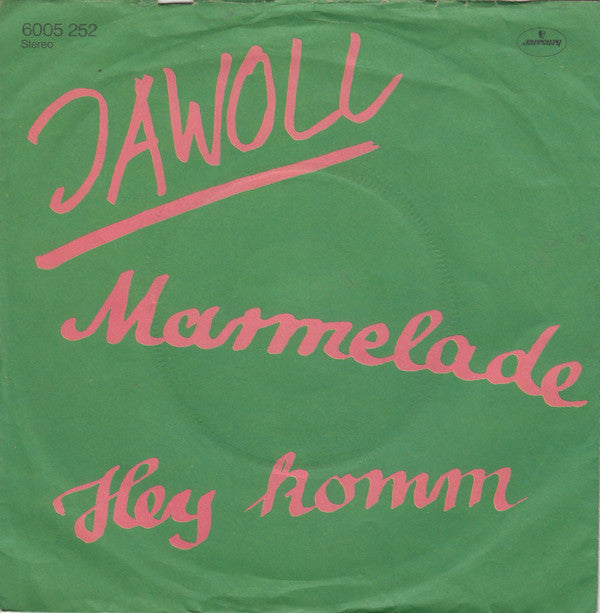 6005 252
Stereo
mercury
JAWOLL
Marmelade
Hey komm